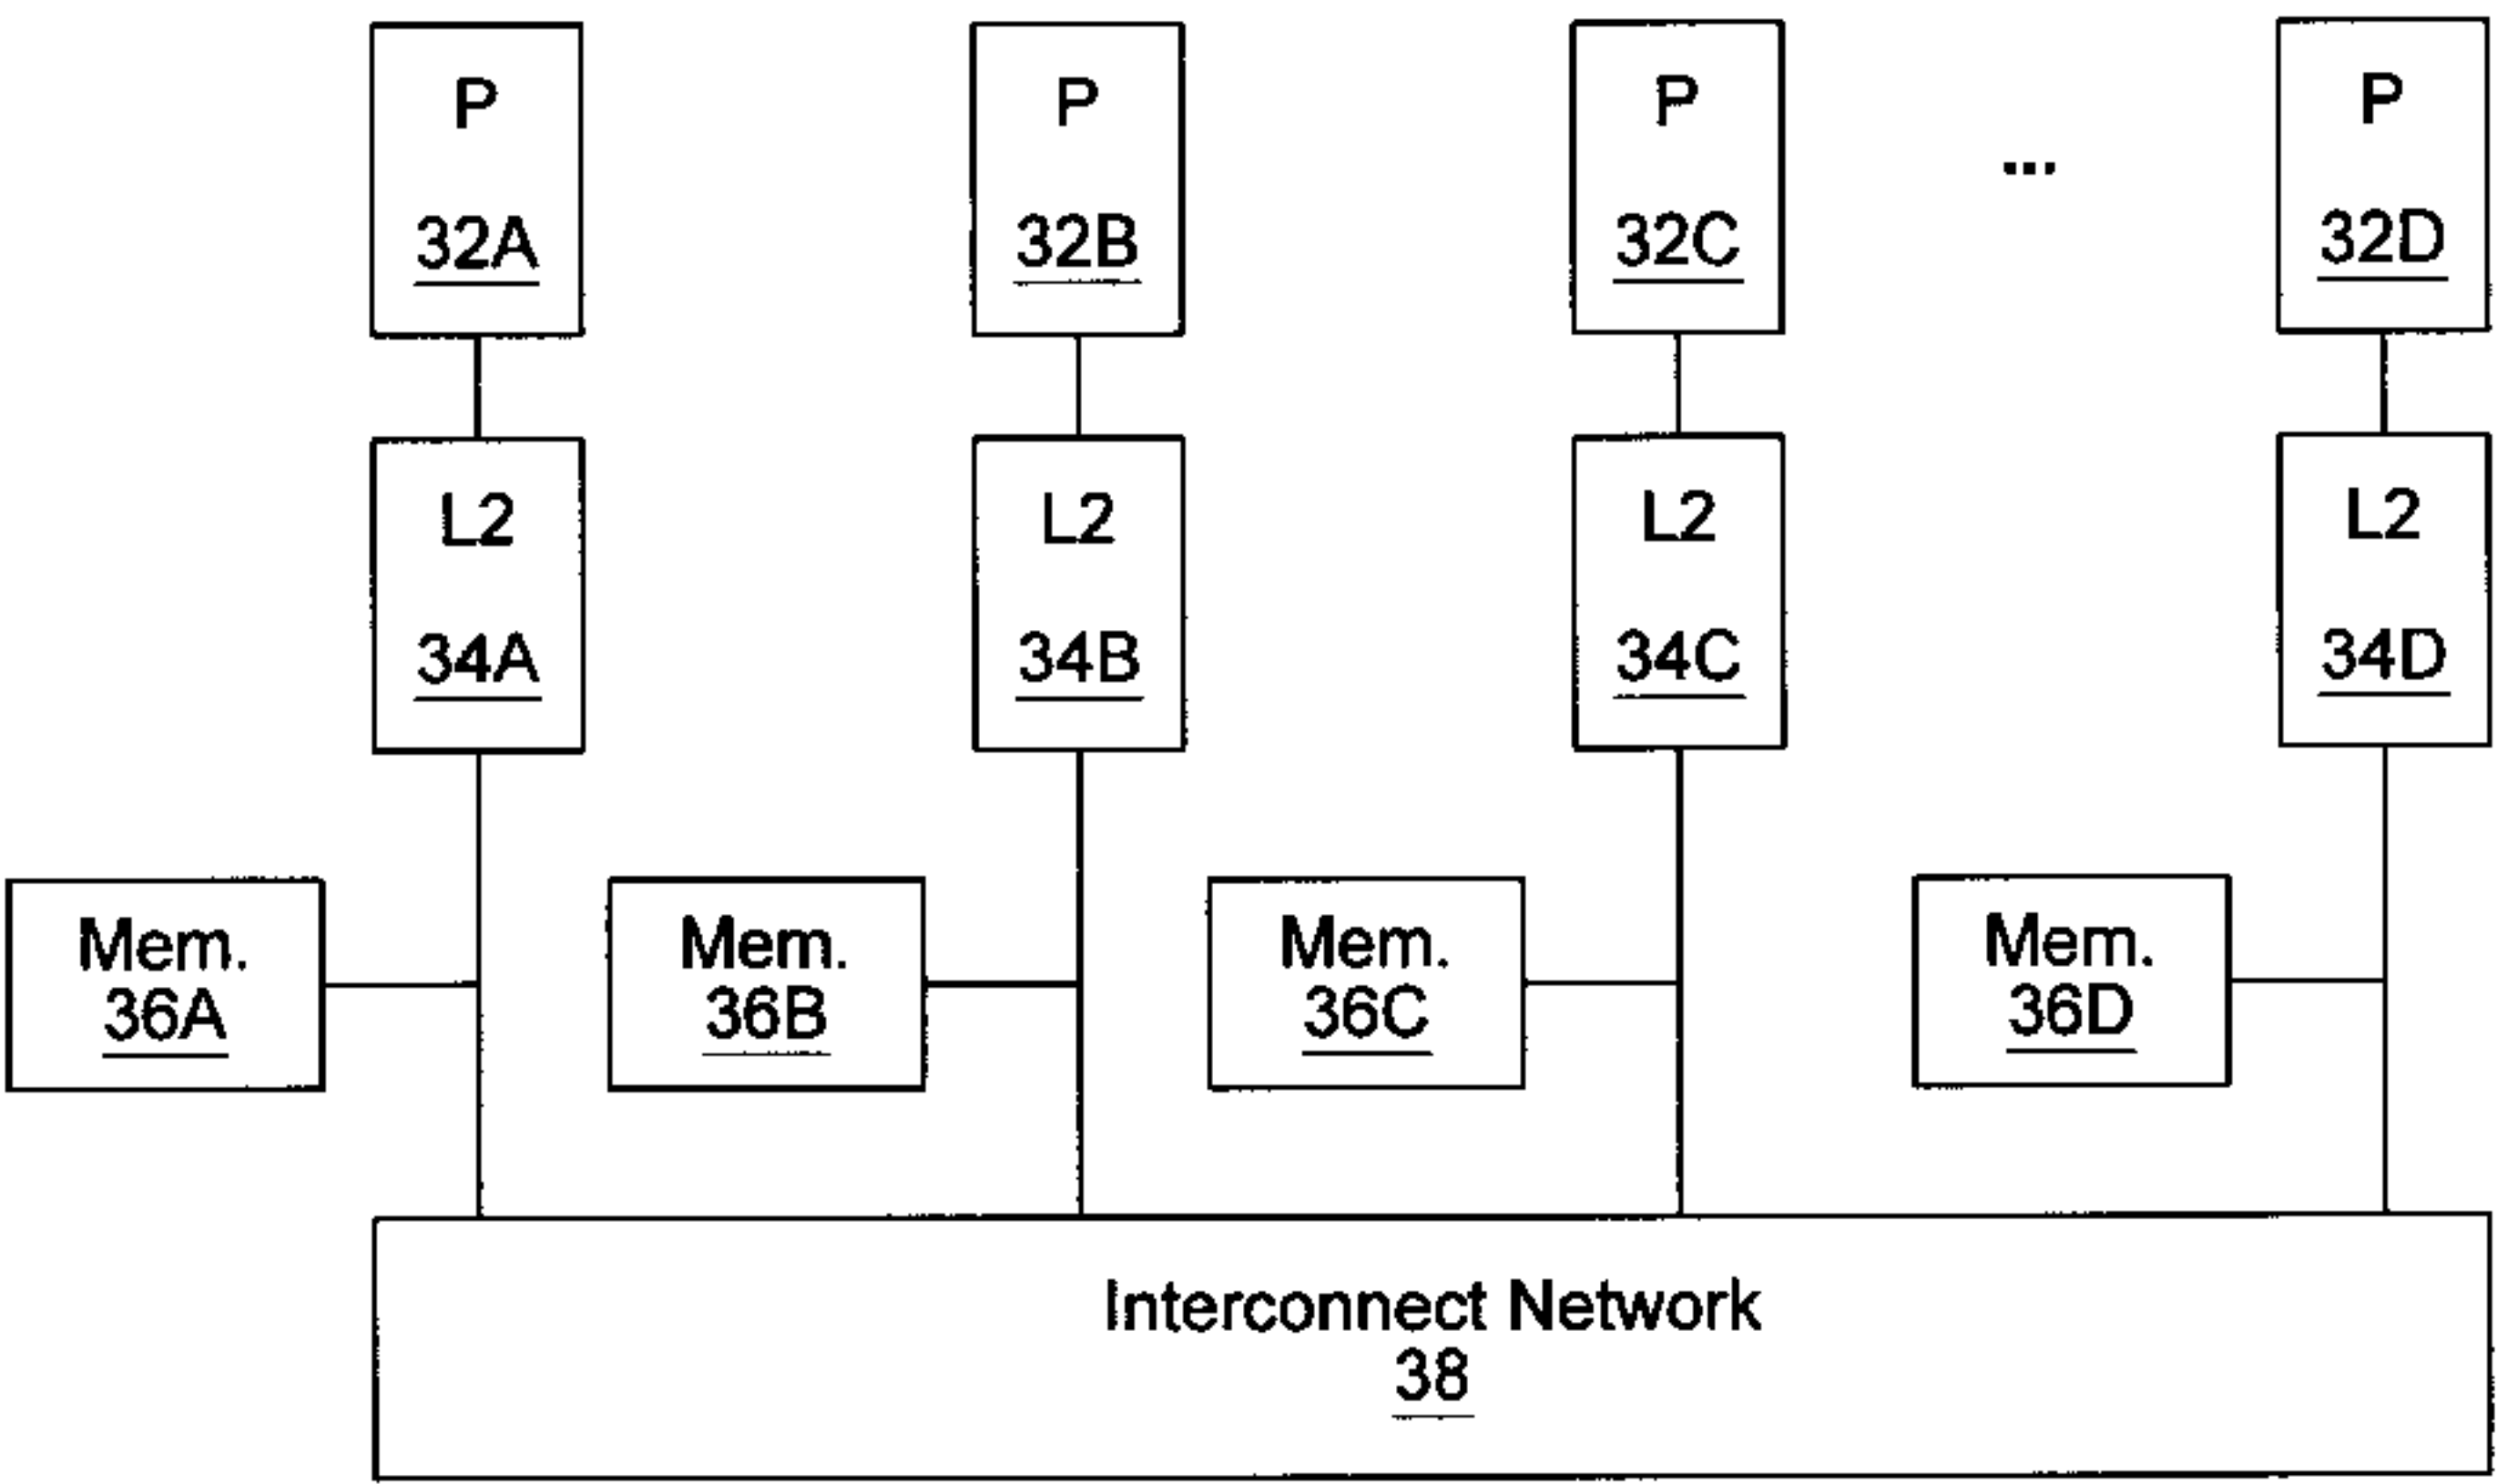 P
32A
P
32B
P
32C
...
P
32D
L2
34A
L2
34B
L2
34C
L2
34D
Mem.
36A
Mem.
36B
Mem.
36C
Mem.
36D
Interconnect Network
38